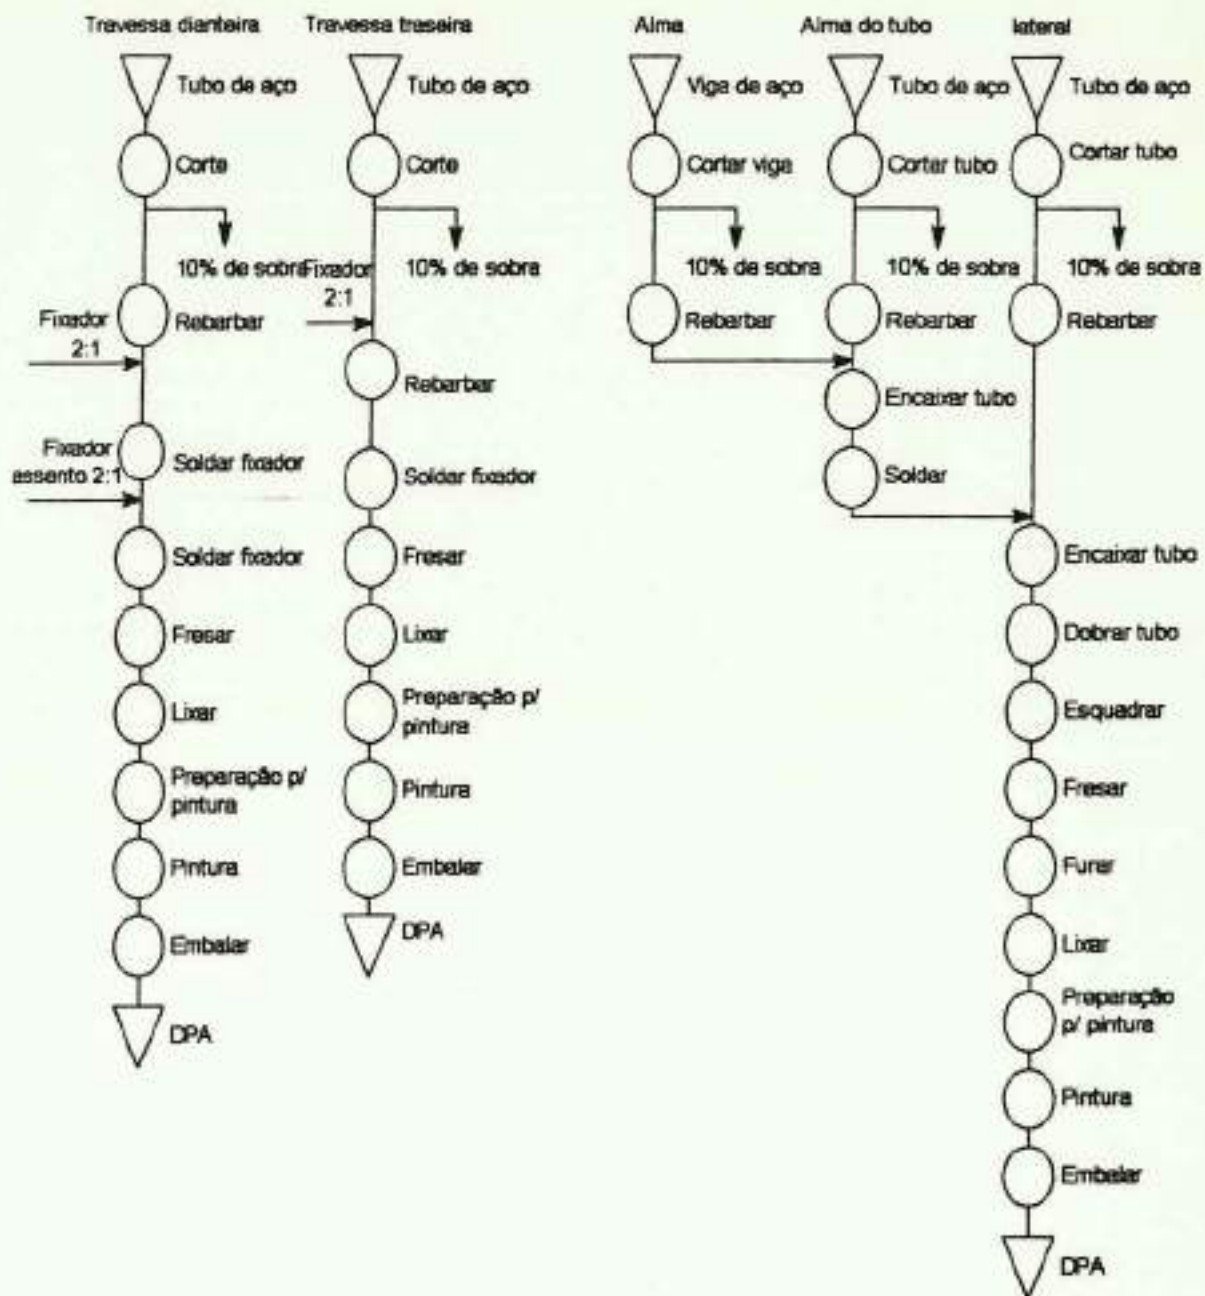 Travessa dianteira
Tubo de aço
Corte
10% de sobra
Rebarbar
Fixador
2:1
Soldar fixador
Fixador
assento 2:1
Soldar fixador
Fresar
Lixar
Preparação p/
pintura
Pintura
Embalar
DPA
Travessa traseira
Tubo de aço
Corte
10% de sobra
Fixador
2:1
Rebarbar
Soldar fixador
Fresar
Lixar
Preparação p/
pintura
Pintura
Embalar
DPA
Alma
Viga de aço
Cortar viga
10% de sobra
Rebarbar
Alma do tubo
Tubo de aço
Cortar tubo
10% de sobra
Rebarbar
Encaixar tubo
Soldar
lateral
Tubo de aço
Cortar tubo
10% de sobra
Rebarbar
Encaixar tubo
Dobrar tubo
Esquadrar
Fresar
Furar
Lixar
Preparação
p/ pintura
Pintura
Embalar
DPA